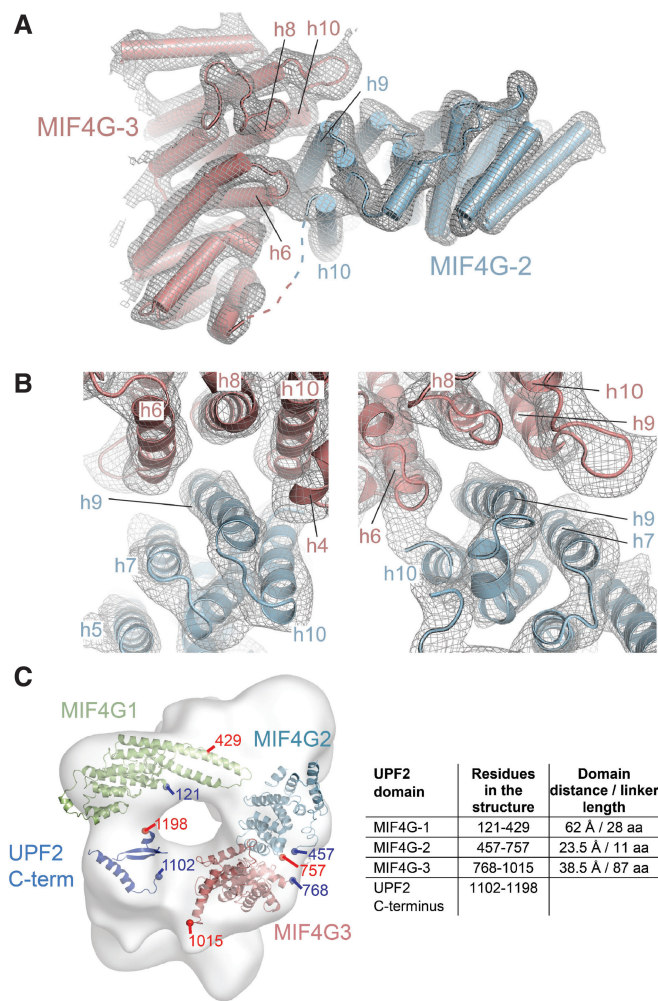 A
h8
h10
h9
MIF4G-3
h6
h10
MIF4G-2
B
h6
h8
h10
h9
h7
h4
h5
h10
h8
h10
h9
h6
h9
h7
h10
C
MIF4G1
429
MIF4G2
121
1198
UPF2
C-term
1102
457
757
768
1015
MIF4G3
UPF2 domain | Residues in the structure | Domain distance / linker length
MIF4G-1 | 121-429 | 62 Å / 28 aa
MIF4G-2 | 457-757 | 23.5 Å / 11 aa
MIF4G-3 | 768-1015 | 38.5 Å / 87 aa
UPF2 C-terminus | 1102-1198